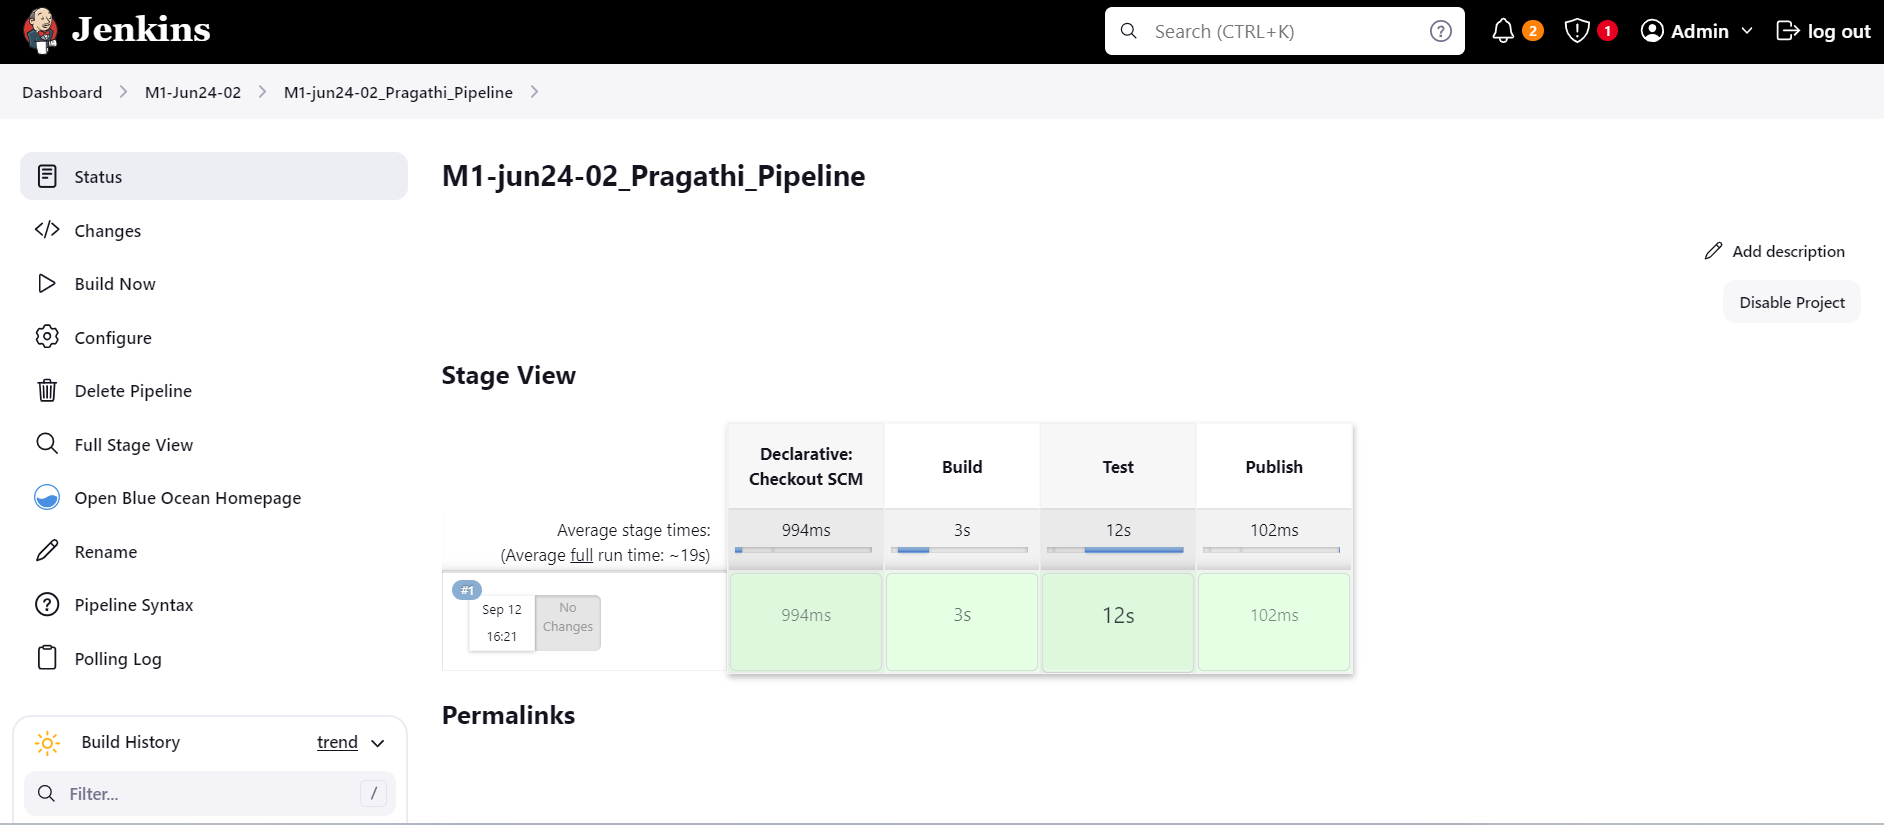 Jenkins
Search (CTRL+K)
?
2
1
Admin
log out
Dashboard
M1-Jun24-02
M1-jun24-02_Pragathi_Pipeline
Status
Changes
Build Now
Configure
Delete Pipeline
Full Stage View
Open Blue Ocean Homepage
Rename
Pipeline Syntax
Polling Log
Build History
trend
Filter...
/
M1-jun24-02_Pragathi_Pipeline
Add description
Disable Project
Stage View
Declarative:
Checkout SCM
Build
Test
Publish
Average stage times:
(Average full run time: ~19s)
994ms
3s
12s
102ms
#1
Sep 12
16:21
No
Changes
994ms
3s
12s
102ms
Permalinks